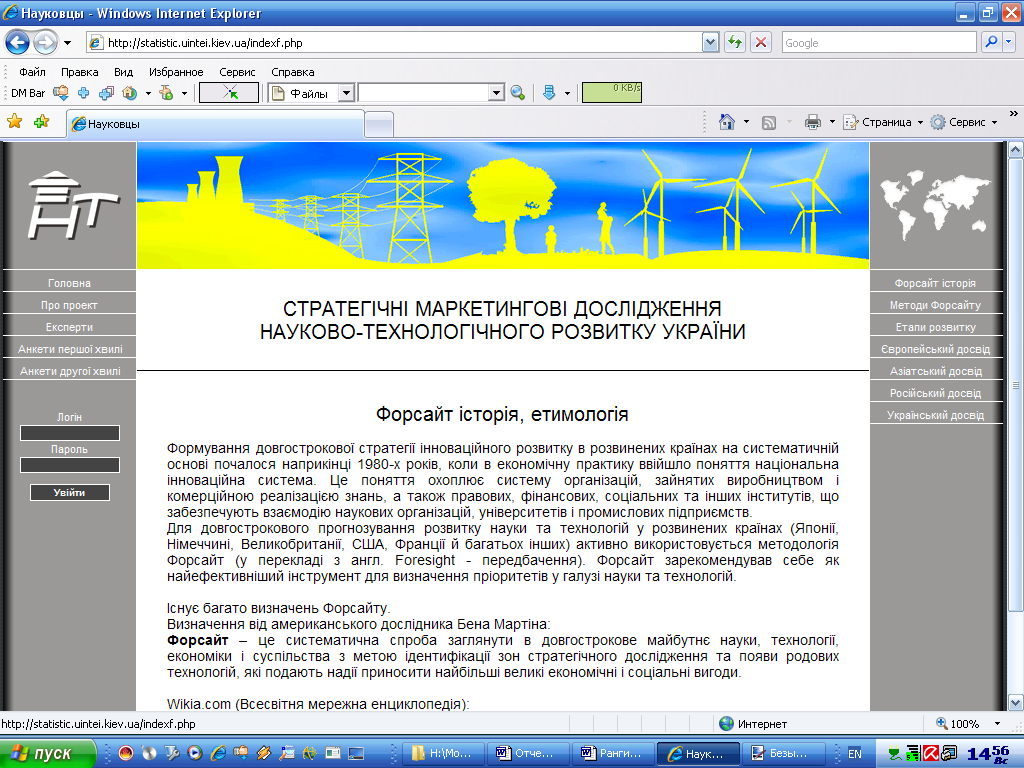 Науковцы - Windows Internet Explorer
http://statistic.uintei.kiev.ua/indexf.php
Google
Файл Правка Вид Избранное Сервис Справка
DM Bar Файлы 0 KB/s
Науковцы Страница Сервис »
НТ
Головна
Про проект
Експерти
Анкети першої хвилі
Анкети другої хвилі
Логін
Пароль
Увійти
СТРАТЕГІЧНІ МАРКЕТИНГОВІ ДОСЛІДЖЕННЯ
НАУКОВО-ТЕХНОЛОГІЧНОГО РОЗВИТКУ УКРАЇНИ
Форсайт історія, етимологія
Формування довгострокової стратегії інноваційного розвитку в розвинених країнах на систематичній
основі почалося наприкінці 1980-х років, коли в економічну практику ввійшло поняття національна
інноваційна система. Це поняття охоплює систему організацій, зайнятих виробництвом і
комерційною реалізацією знань, а також правових, фінансових, соціальних та інших інститутів, що
забезпечують взаємодію наукових організацій, університетів і промислових підприємств.
Для довгострокового прогнозування розвитку науки та технологій у розвинених країнах (Японії,
Німеччині, Великобританії, США, Франції й багатьох інших) активно використовується методологія
Форсайт (у перекладі з англ. Foresight - передбачення). Форсайт зарекомендував себе як
найефективніший інструмент для визначення пріоритетів у галузі науки та технологій.
Існує багато визначень Форсайту.
Визначення від американського дослідника Бена Мартіна:
Форсайт – це систематична спроба заглянути в довгострокове майбутнє науки, технології,
економіки і суспільства з метою ідентифікації зон стратегічного дослідження та появи родових
технологій, які подають надії приносити найбільші великі економічні і соціальні вигоди.
Wikia.com (Всесвітня мережна енциклопедія):
Форсайт історія
Методи Форсайту
Етапи розвитку
Європейський досвід
Азіатський досвід
Російський досвід
Український досвід
http://statistic.uintei.kiev.ua/indexf.php Интернет 100%
пуск H:\Мо... Отче... Ранги... Наук... Безы... EN 14:56
Вс